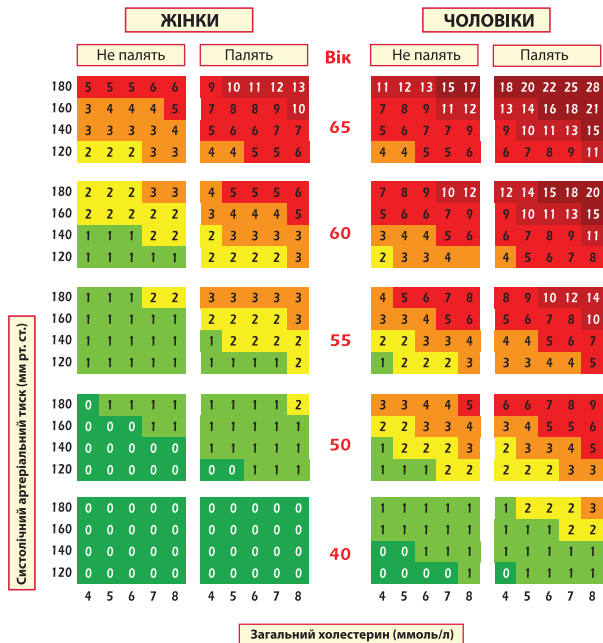 ЖІНКИ ЧОЛОВІКИ
Не палять Палять Вік Не палять Палять
180 5 5 5 6 6 9 10 11 12 13 11 12 13 15 17 18 20 22 25 28
160 3 4 4 4 5 7 8 8 9 10 7 8 9 11 12 13 14 16 18 21
65
140 3 3 3 3 4 5 6 6 7 7 5 6 7 7 9 9 10 11 13 15
120 2 2 2 3 3 4 4 5 5 6 4 4 5 5 6 6 7 8 9 11
180 2 2 2 3 3 4 5 5 5 6 7 8 9 10 12 12 14 15 18 20
160 2 2 2 2 2 3 4 4 4 5 5 6 6 7 9 9 10 11 13 15
60
140 1 1 1 2 2 2 3 3 3 3 3 4 4 5 6 6 7 8 9 11
120 1 1 1 1 1 2 2 2 2 3 2 3 3 4 4 5 6 7 8
180 1 1 1 2 2 3 3 3 3 3 4 5 6 7 8 8 9 10 12 14
160 1 1 1 1 1 2 2 2 2 3 3 3 4 5 6 5 6 7 8 10
55
140 1 1 1 1 1 1 2 2 2 2 2 2 3 3 4 4 4 5 6 7
120 1 1 1 1 1 1 1 1 1 2 1 2 2 2 3 3 3 4 4 5
180 0 1 1 1 1 1 1 1 1 2 3 3 4 4 5 6 6 7 8 9
160 0 0 0 1 1 1 1 1 1 1 2 2 3 3 4 4 4 5 5 6
50
140 0 0 0 0 0 1 1 1 1 1 1 2 2 2 3 2 3 3 4 5
120 0 0 0 0 0 0 0 1 1 1 1 1 1 2 2 2 2 2 3 3
180 0 0 0 0 0 0 0 0 0 0 1 1 1 1 1 1 2 2 2 3
160 0 0 0 0 0 0 0 0 0 0 1 1 1 1 1 1 1 1 2 2
40
140 0 0 0 0 0 0 0 0 0 0 0 0 1 1 1 1 1 1 1 1
120 0 0 0 0 0 0 0 0 0 0 0 0 0 0 1 0 1 1 1 1
4 5 6 7 8 4 5 6 7 8 4 5 6 7 8 4 5 6 7 8
Систолічний артеріальний тиск (мм рт. ст.)
Загальний холестерин (ммоль/л)